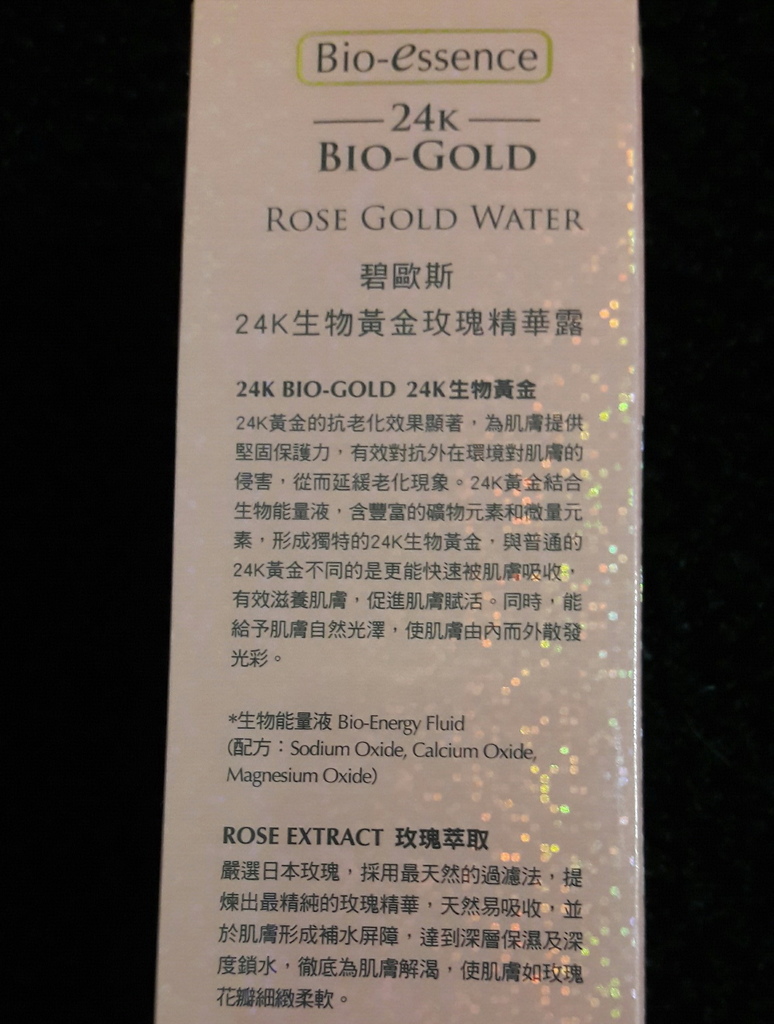 Bio-essence
24K
BIO-GOLD
ROSE GOLD WATER
碧歐斯
24K生物黃金玫瑰精華露
24K BIO-GOLD 24K生物黃金
24K黃金的抗老化效果顯著，為肌膚提供
堅固保護力，有效對抗外在環境對肌膚的
侵害，從而延緩老化現象。24K黃金結合
生物能量液，含豐富的礦物元素和微量元
素，形成獨特的24K生物黃金，與普通的
24K黃金不同的是更能快速被肌膚吸收，
有效滋養肌膚，促進肌膚賦活。同時，能
給予肌膚自然光澤，使肌膚由內而外散發
光彩。
*生物能量液 Bio-Energy Fluid
(配方：Sodium Oxide, Calcium Oxide,
Magnesium Oxide)
ROSE EXTRACT 玫瑰萃取
嚴選日本玫瑰，採用最天然的過濾法，提
煉出最精純的玫瑰精華，天然易吸收，並
於肌膚形成補水屏障，達到深層保濕及深
度鎖水，徹底為肌膚解渴，使肌膚如玫瑰
花瓣細緻柔軟。